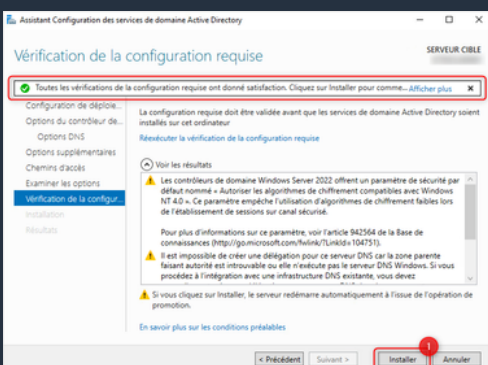 Assistant Configuration des services de domaine Active Directory
Vérification de la configuration requise
SERVEUR CIBLE
Toutes les vérifications de la configuration requise ont donné satisfaction. Cliquez sur Installer pour comme... Afficher plus
Configuration de déploie...
Options du contrôleur de...
Options DNS
Options supplémentaires
Chemins d'accès
Examiner les options
Vérification de la configur...
Installation
Résultats
La configuration requise doit être validée avant que les services de domaine Active Directory soient
installés sur cet ordinateur
Réexécuter la vérification de la configuration requise
Voir les résultats
Les contrôleurs de domaine Windows Server 2022 offrent un paramètre de sécurité par
défaut nommé « Autoriser les algorithmes de chiffrement compatibles avec Windows
NT 4.0 ». Ce paramètre empêche l'utilisation d'algorithmes de chiffrement faibles lors
de l'établissement de sessions sur canal sécurisé.
Pour plus d'informations sur ce paramètre, voir l'article 942564 de la Base de
connaissances (http://go.microsoft.com/fwlink/?LinkId=104751).
Il est impossible de créer une délégation pour ce serveur DNS car la zone parente
faisant autorité est introuvable ou elle n'exécute pas le serveur DNS Windows. Si vous
procédez à l'intégration avec une infrastructure DNS existante, vous devez
Si vous cliquez sur Installer, le serveur redémarre automatiquement à l'issue de l'opération de
promotion.
En savoir plus sur les conditions préalables
1
< Précédent Suivant > Installer Annuler